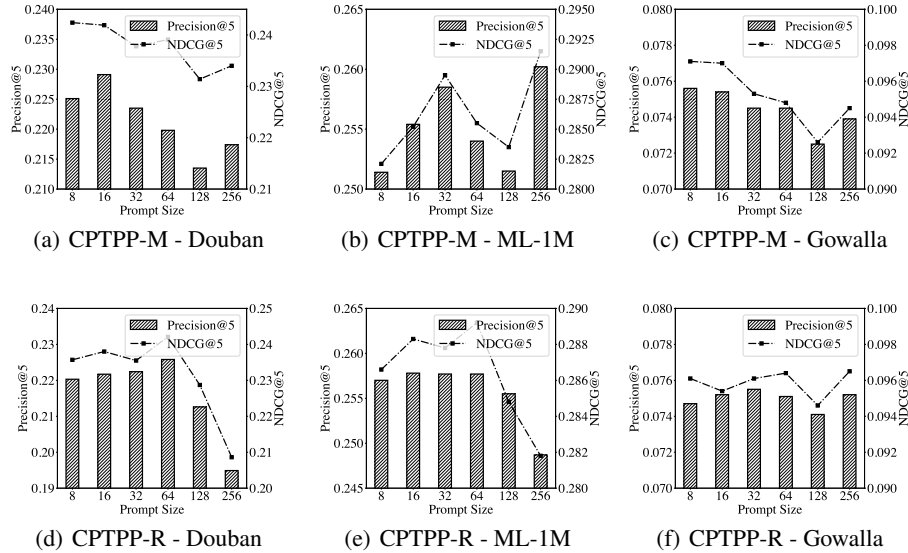 0.240
0.235
0.230
0.225
0.220
0.215
0.210
Precision@5
Precision@5
NDCG@5
0.24
0.23
0.22
0.21
NDCG@5
8 16 32 64 128 256
Prompt Size
(a) CPTPP-M - Douban
0.265
0.260
0.255
0.250
Precision@5
Precision@5
NDCG@5
0.2950
0.2925
0.2900
0.2875
0.2850
0.2825
0.2800
NDCG@5
8 16 32 64 128 256
Prompt Size
(b) CPTPP-M - ML-1M
0.080
0.078
0.076
0.074
0.072
0.070
Precision@5
Precision@5
NDCG@5
0.100
0.098
0.096
0.094
0.092
0.090
NDCG@5
8 16 32 64 128 256
Prompt Size
(c) CPTPP-M - Gowalla
0.24
0.23
0.22
0.21
0.20
0.19
Precision@5
Precision@5
NDCG@5
0.25
0.24
0.23
0.22
0.21
0.20
NDCG@5
8 16 32 64 128 256
Prompt Size
(d) CPTPP-R - Douban
0.265
0.260
0.255
0.250
0.245
Precision@5
Precision@5
NDCG@5
0.290
0.288
0.286
0.284
0.282
0.280
NDCG@5
8 16 32 64 128 256
Prompt Size
(e) CPTPP-R - ML-1M
0.080
0.078
0.076
0.074
0.072
0.070
Precision@5
Precision@5
NDCG@5
0.100
0.098
0.096
0.094
0.092
0.090
NDCG@5
8 16 32 64 128 256
Prompt Size
(f) CPTPP-R - Gowalla